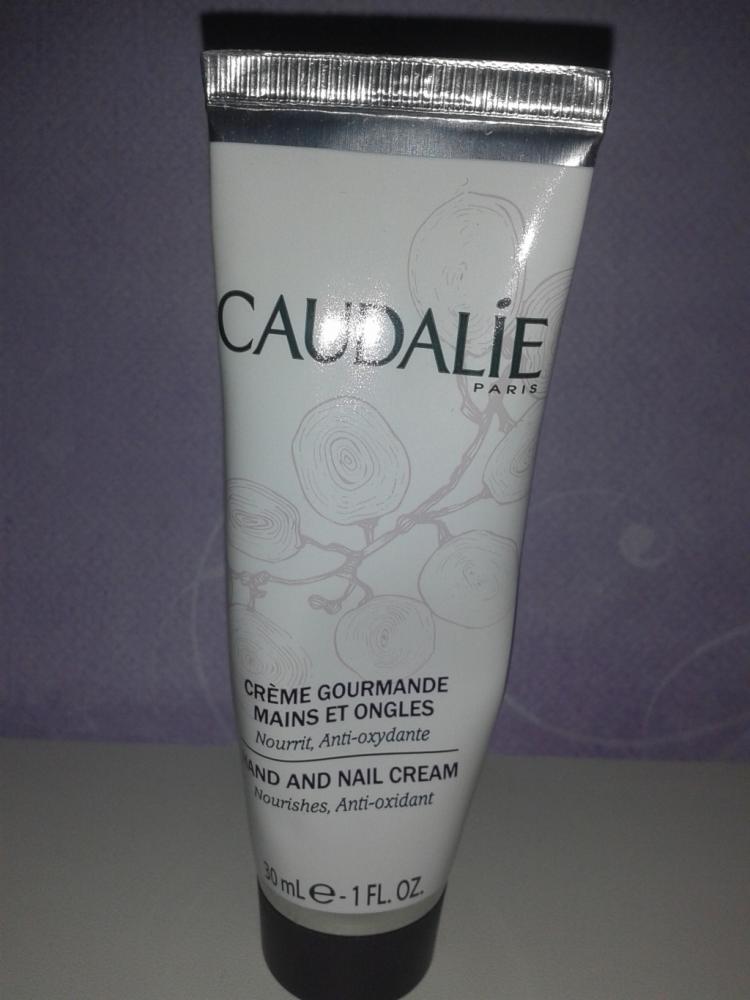 CAUDALíE
PARIS
CRÈME GOURMANDE
MAINS ET ONGLES
Nourrit, Anti-oxydante
HAND AND NAIL CREAM
Nourishes, Anti-oxidant
30 mL ℮ - 1 FL. OZ.